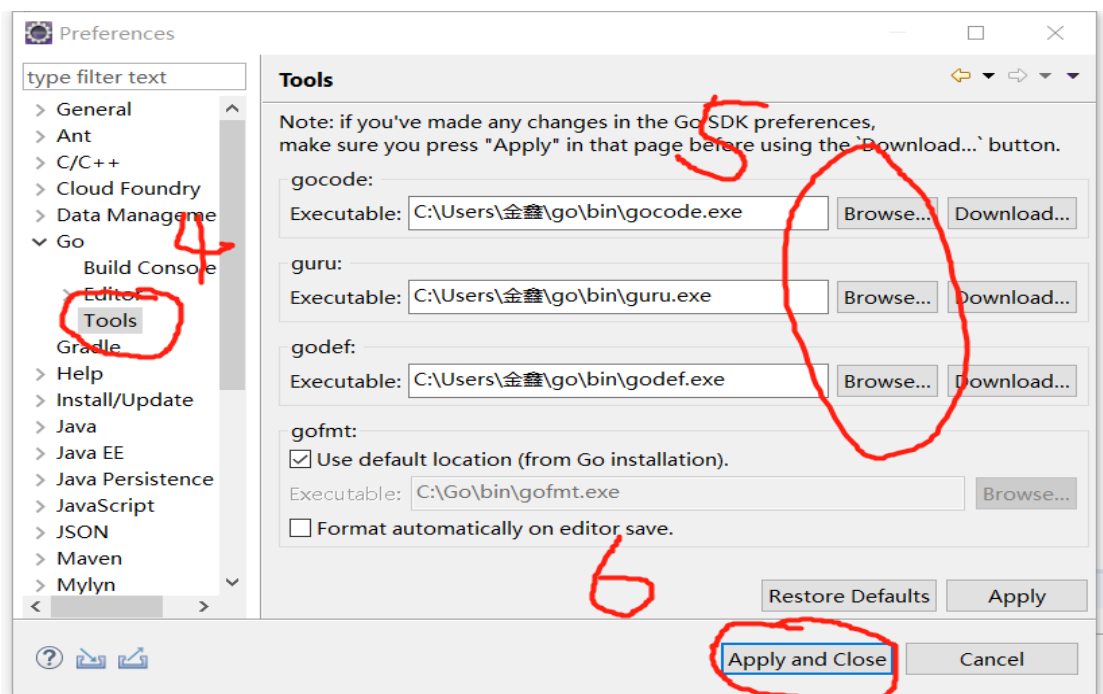 Preferences
type filter text
General
Ant
C/C++
Cloud Foundry
Data Manageme
Go
Build Console
Editor
Tools
Gradle
Help
Install/Update
Java
Java EE
Java Persistence
JavaScript
JSON
Maven
Mylyn
4
Tools
5
Note: if you've made any changes in the Go SDK preferences,
make sure you press "Apply" in that page before using the `Download...` button.
gocode:
Executable: C:\Users\金鑫\go\bin\gocode.exe Browse... Download...
guru:
Executable: C:\Users\金鑫\go\bin\guru.exe Browse... Download...
godef:
Executable: C:\Users\金鑫\go\bin\godef.exe Browse... Download...
gofmt:
Use default location (from Go installation).
Executable: C:\Go\bin\gofmt.exe Browse...
Format automatically on editor save.
6
Restore Defaults Apply
? Apply and Close Cancel